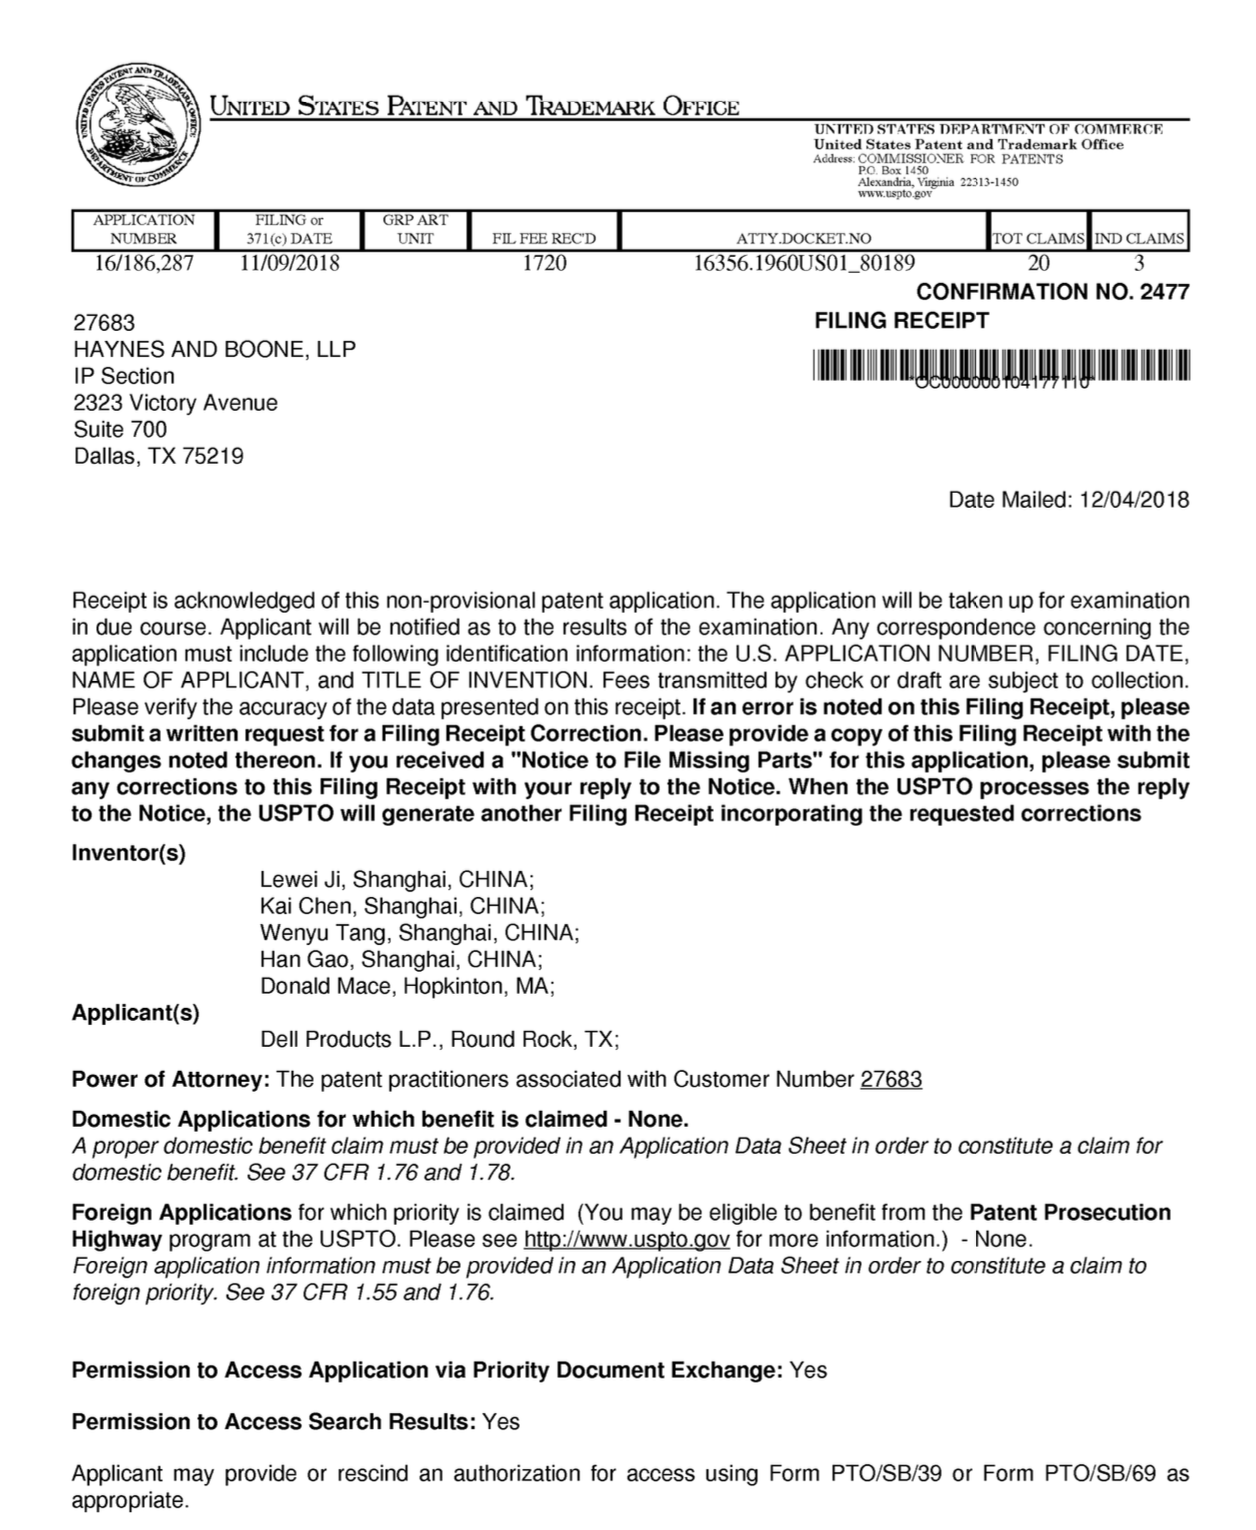 UNITED STATES PATENT AND TRADEMARK OFFICE
UNITED STATES DEPARTMENT OF COMMERCE
United States Patent and Trademark Office
Address: COMMISSIONER FOR PATENTS
P.O. Box 1450
Alexandria, Virginia 22313-1450
www.uspto.gov
APPLICATION NUMBER | FILING or 371(c) DATE | GRP ART UNIT | FIL FEE REC'D | ATTY.DOCKET.NO | TOT CLAIMS | IND CLAIMS
16/186,287 11/09/2018 1720 16356.1960US01_80189 20 3
CONFIRMATION NO. 2477
27683
HAYNES AND BOONE, LLP
IP Section
2323 Victory Avenue
Suite 700
Dallas, TX 75219
FILING RECEIPT
*OC000000104177110*
Date Mailed: 12/04/2018
Receipt is acknowledged of this non-provisional patent application. The application will be taken up for examination
in due course. Applicant will be notified as to the results of the examination. Any correspondence concerning the
application must include the following identification information: the U.S. APPLICATION NUMBER, FILING DATE,
NAME OF APPLICANT, and TITLE OF INVENTION. Fees transmitted by check or draft are subject to collection.
Please verify the accuracy of the data presented on this receipt. If an error is noted on this Filing Receipt, please
submit a written request for a Filing Receipt Correction. Please provide a copy of this Filing Receipt with the
changes noted thereon. If you received a "Notice to File Missing Parts" for this application, please submit
any corrections to this Filing Receipt with your reply to the Notice. When the USPTO processes the reply
to the Notice, the USPTO will generate another Filing Receipt incorporating the requested corrections
Inventor(s)
Lewei Ji, Shanghai, CHINA;
Kai Chen, Shanghai, CHINA;
Wenyu Tang, Shanghai, CHINA;
Han Gao, Shanghai, CHINA;
Donald Mace, Hopkinton, MA;
Applicant(s)
Dell Products L.P., Round Rock, TX;
Power of Attorney: The patent practitioners associated with Customer Number 27683
Domestic Applications for which benefit is claimed - None.
A proper domestic benefit claim must be provided in an Application Data Sheet in order to constitute a claim for
domestic benefit. See 37 CFR 1.76 and 1.78.
Foreign Applications for which priority is claimed (You may be eligible to benefit from the Patent Prosecution
Highway program at the USPTO. Please see http://www.uspto.gov for more information.) - None.
Foreign application information must be provided in an Application Data Sheet in order to constitute a claim to
foreign priority. See 37 CFR 1.55 and 1.76.
Permission to Access Application via Priority Document Exchange: Yes
Permission to Access Search Results: Yes
Applicant may provide or rescind an authorization for access using Form PTO/SB/39 or Form PTO/SB/69 as
appropriate.